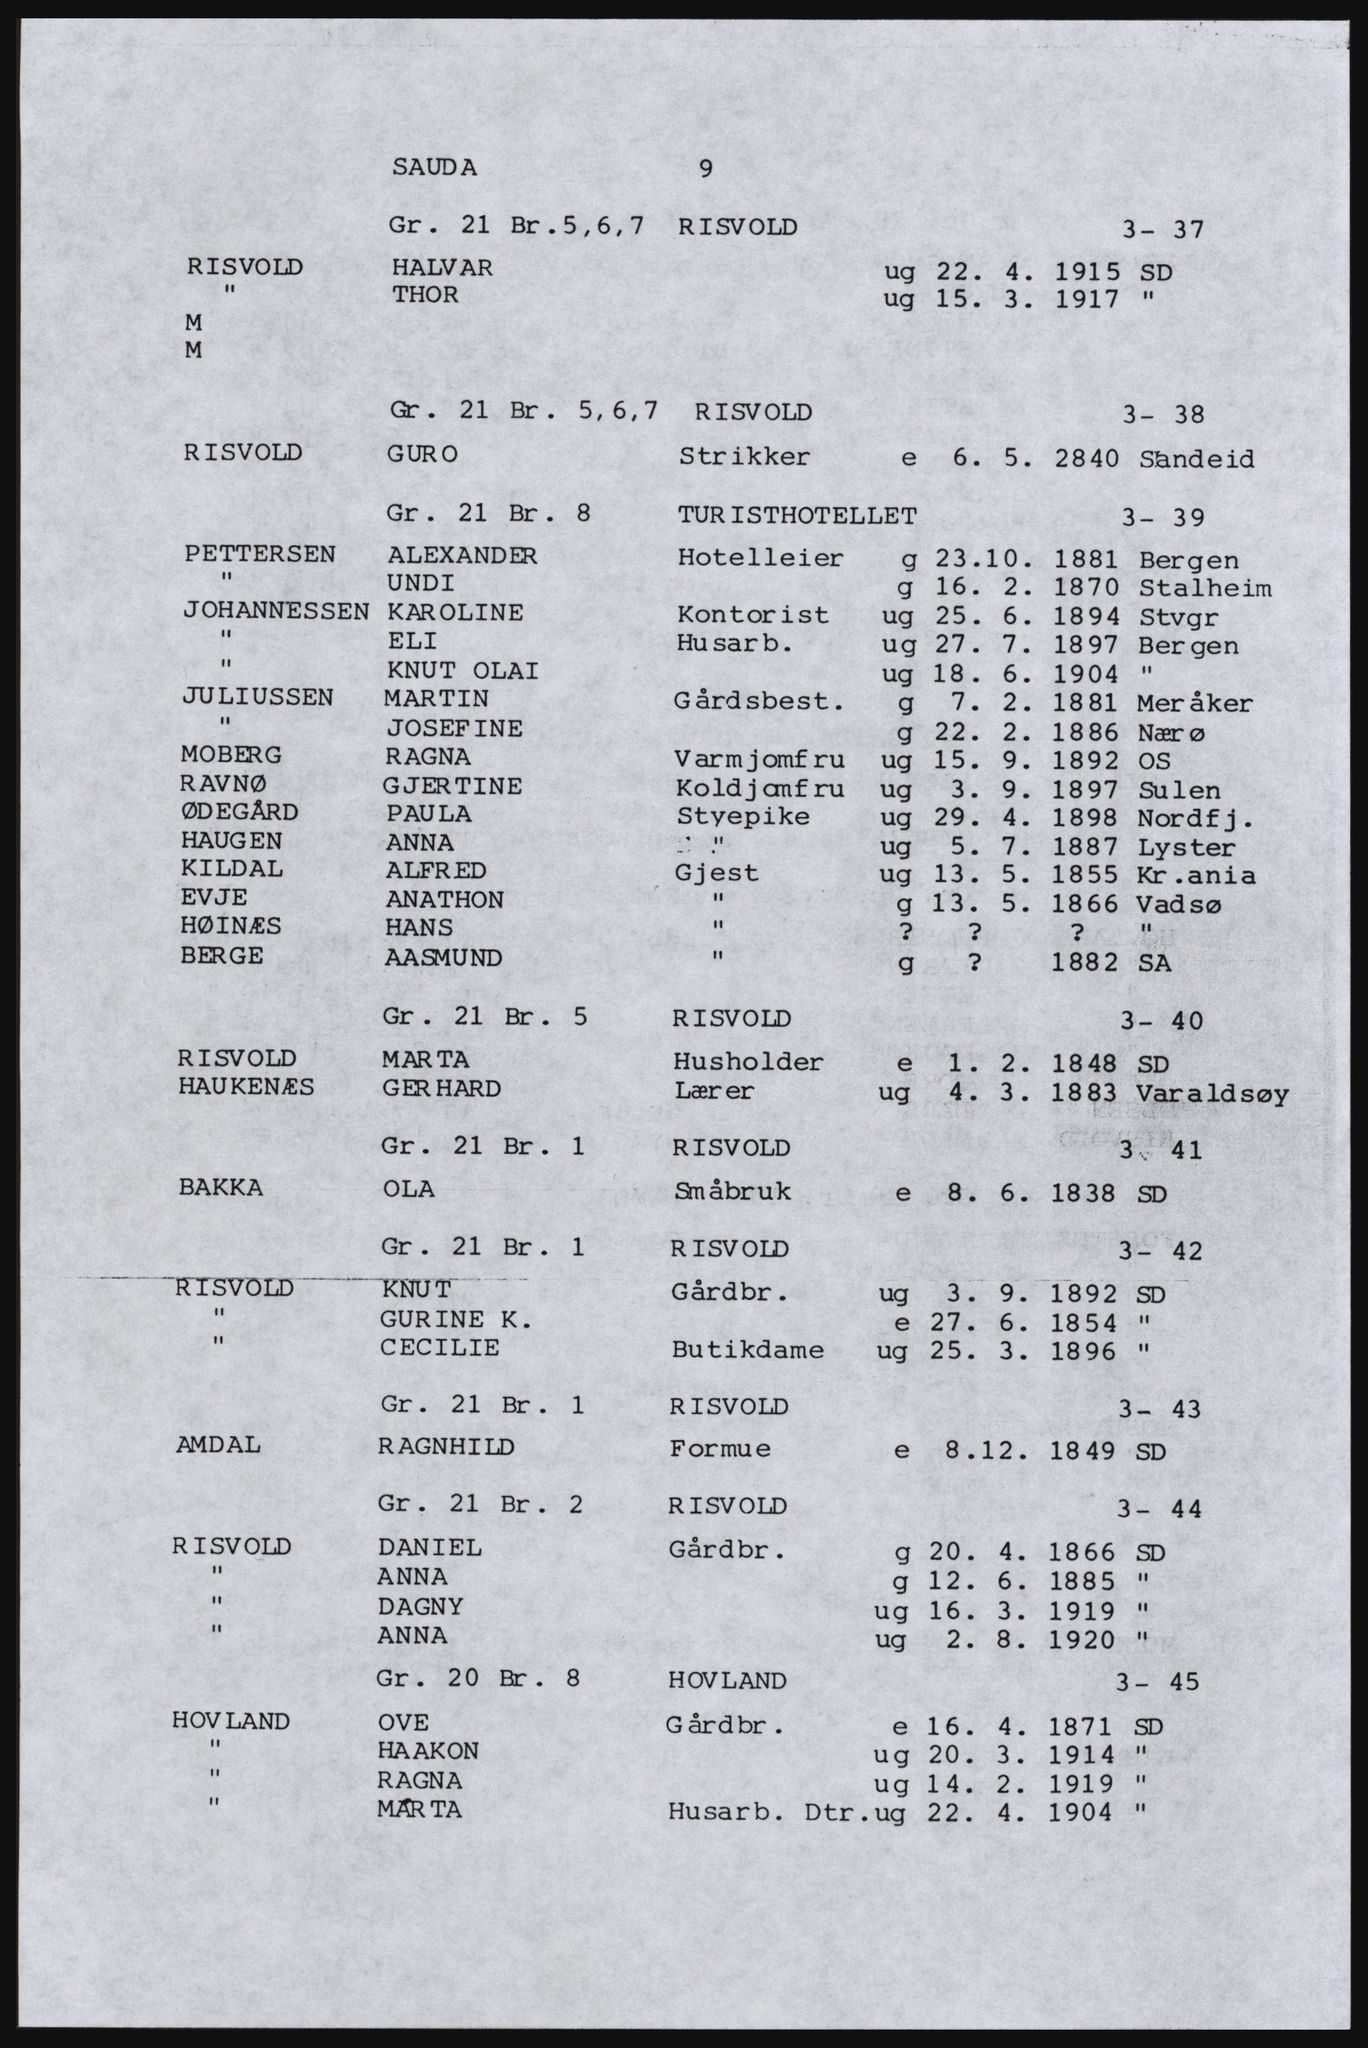 SAUDA 9
Gr. 21 Br.5,6,7 RISVOLD 3- 37
RISVOLD HALVAR ug 22. 4. 1915 SD
" THOR ug 15. 3. 1917 "
M
M
Gr. 21 Br. 5,6,7 RISVOLD 3- 38
RISVOLD GURO Strikker e 6. 5. 2840 Sandeid
Gr. 21 Br. 8 TURISTHOTELLET 3- 39
PETTERSEN ALEXANDER Hotelleier g 23.10. 1881 Bergen
" UNDI g 16. 2. 1870 Stalheim
JOHANNESSEN KAROLINE Kontorist ug 25. 6. 1894 Stvgr
" ELI Husarb. ug 27. 7. 1897 Bergen
" KNUT OLAI ug 18. 6. 1904 "
JULIUSSEN MARTIN Gårdsbest. g 7. 2. 1881 Meråker
" JOSEFINE g 22. 2. 1886 Nærø
MOBERG RAGNA Varmjomfru ug 15. 9. 1892 OS
RAVNØ GJERTINE Koldjomfru ug 3. 9. 1897 Sulen
ØDEGÅRD PAULA Styepike ug 29. 4. 1898 Nordfj.
HAUGEN ANNA " ug 5. 7. 1887 Lyster
KILDAL ALFRED Gjest ug 13. 5. 1855 Kr.ania
EVJE ANATHON " g 13. 5. 1866 Vadsø
HØINÆS HANS " ? ? ? "
BERGE AASMUND " g ? 1882 SA
Gr. 21 Br. 5 RISVOLD 3- 40
RISVOLD MARTA Husholder e 1. 2. 1848 SD
HAUKENÆS GERHARD Lærer ug 4. 3. 1883 Varaldsøy
Gr. 21 Br. 1 RISVOLD 3- 41
BAKKA OLA Småbruk e 8. 6. 1838 SD
Gr. 21 Br. 1 RISVOLD 3- 42
RISVOLD KNUT Gårdbr. ug 3. 9. 1892 SD
" GURINE K. e 27. 6. 1854 "
" CECILIE Butikdame ug 25. 3. 1896 "
Gr. 21 Br. 1 RISVOLD 3- 43
AMDAL RAGNHILD Formue e 8.12. 1849 SD
Gr. 21 Br. 2 RISVOLD 3- 44
RISVOLD DANIEL Gårdbr. g 20. 4. 1866 SD
" ANNA g 12. 6. 1885 "
" DAGNY ug 16. 3. 1919 "
" ANNA ug 2. 8. 1920 "
Gr. 20 Br. 8 HOVLAND 3- 45
HOVLAND OVE Gårdbr. e 16. 4. 1871 SD
" HAAKON ug 20. 3. 1914 "
" RAGNA ug 14. 2. 1919 "
" MARTA Husarb. Dtr.ug 22. 4. 1904 "